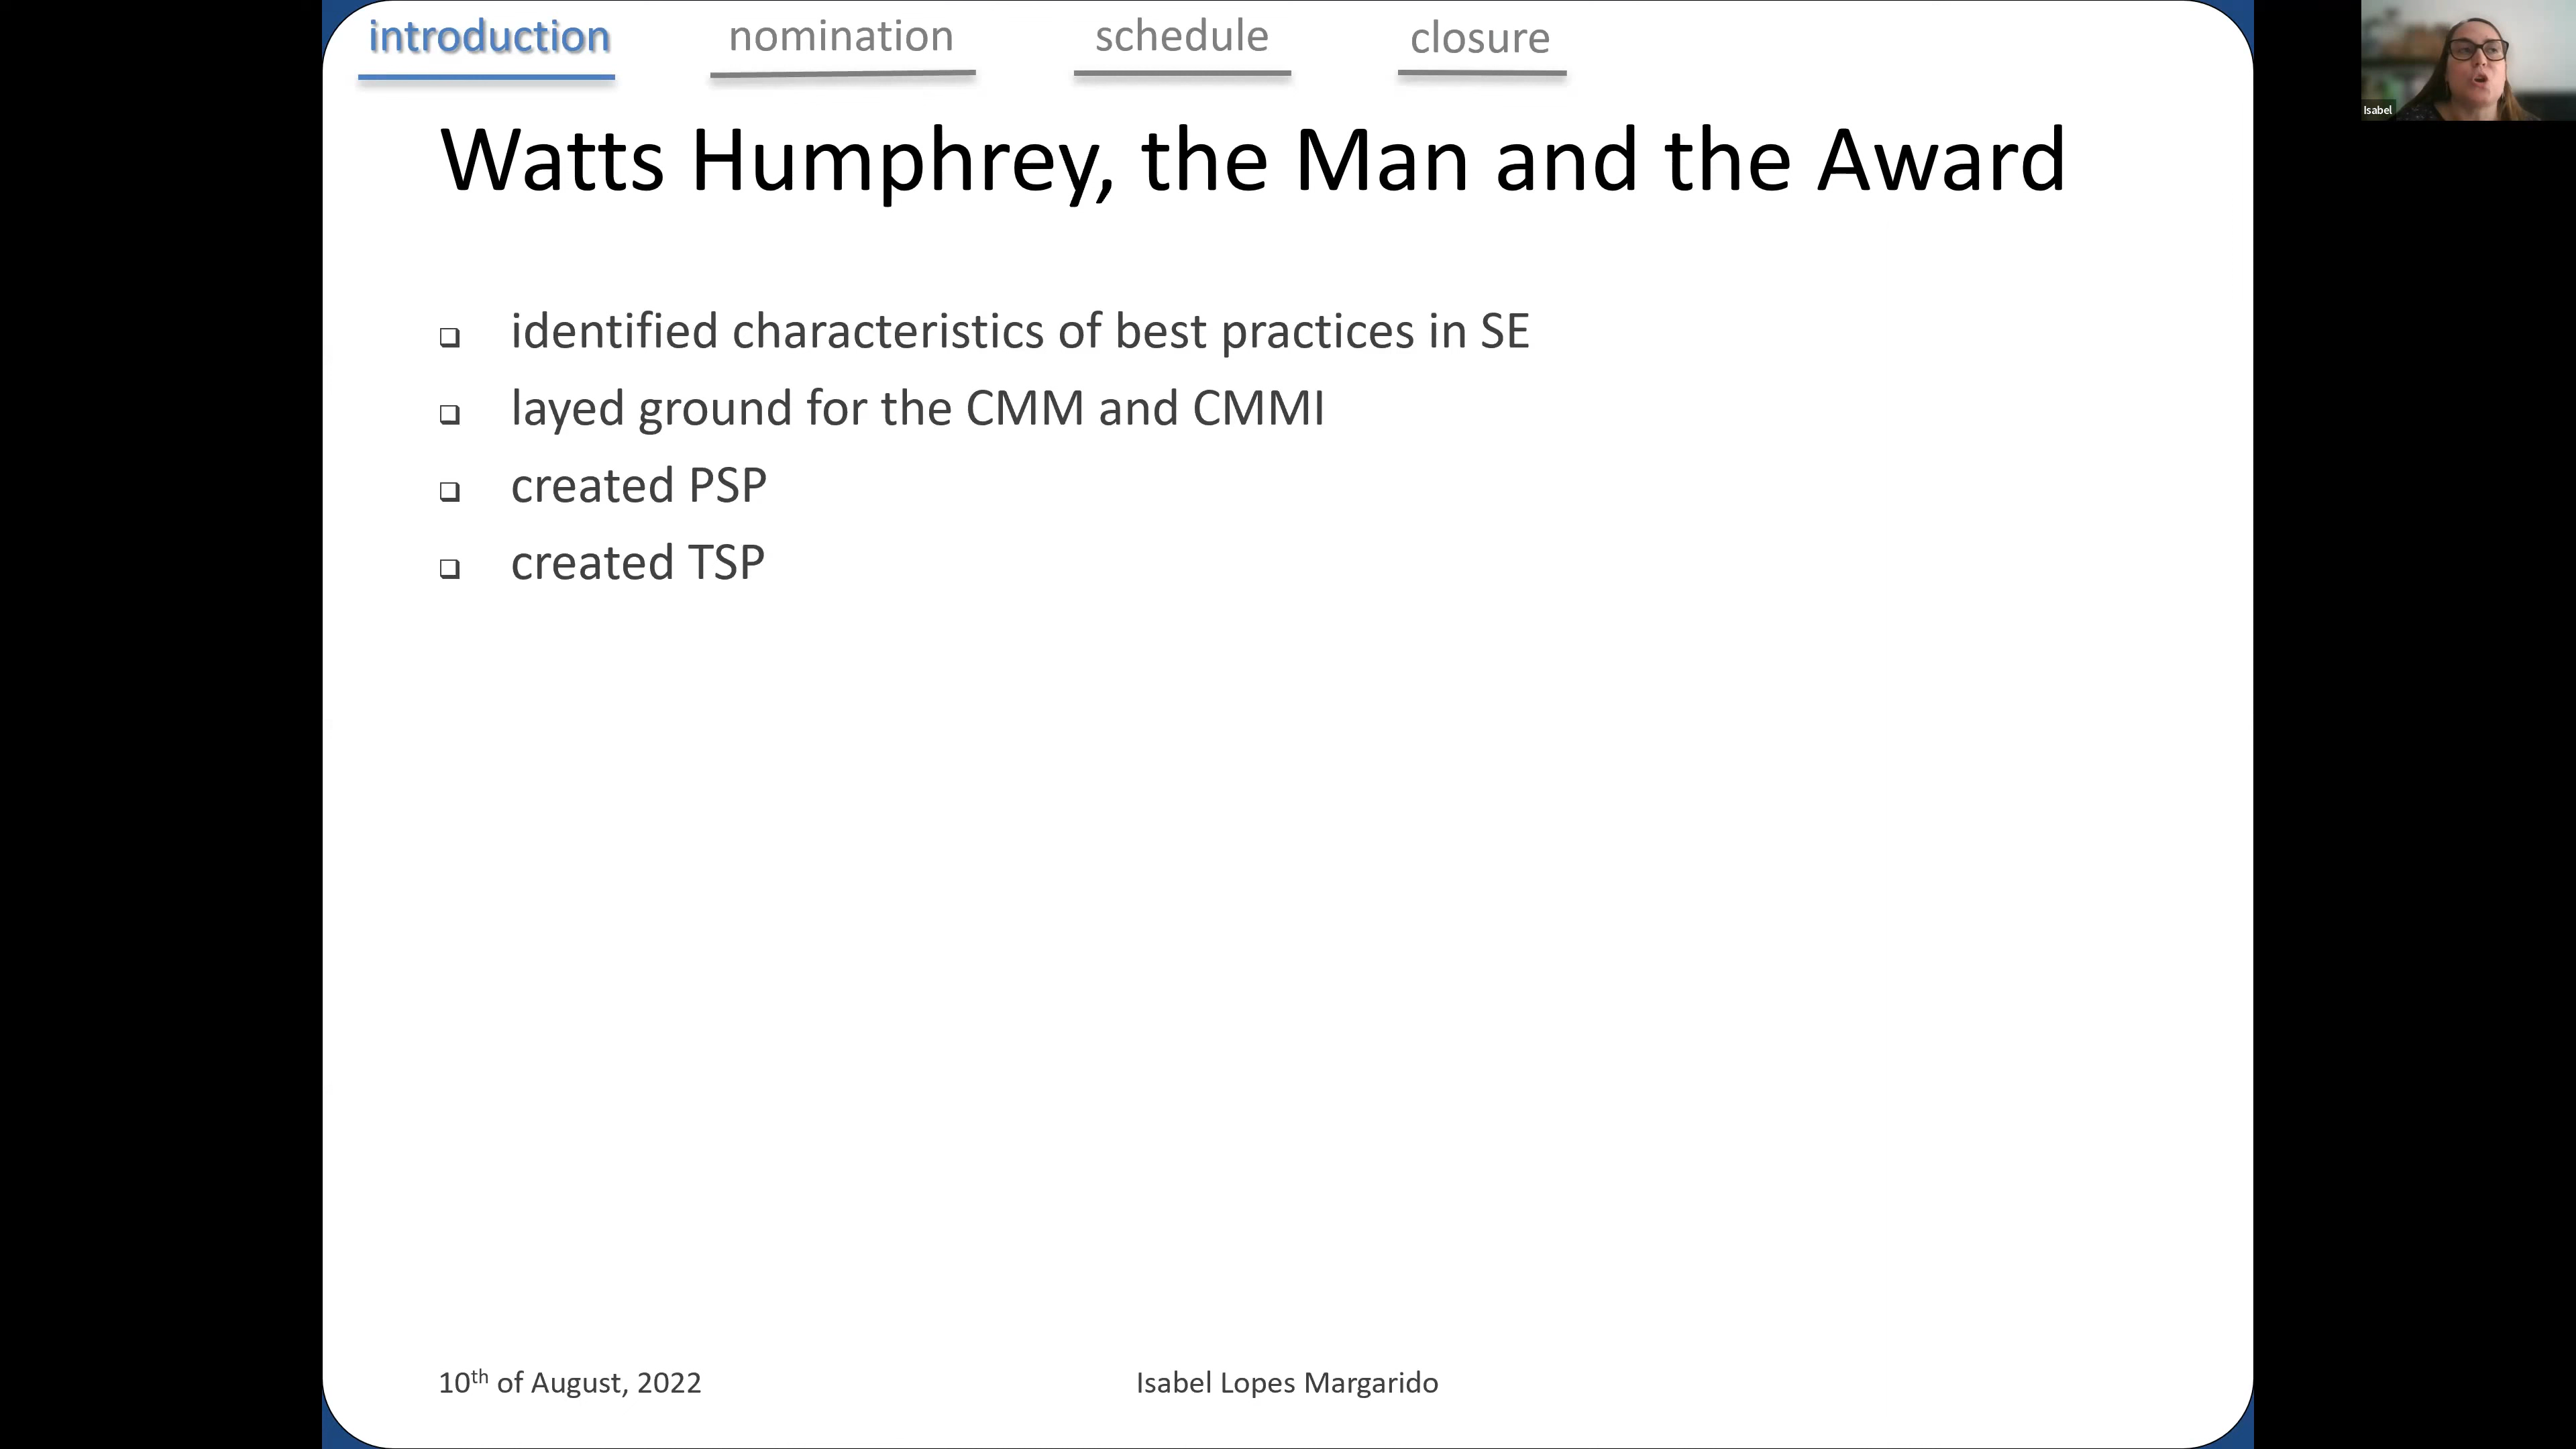 introduction nomination schedule closure
Isabel
Watts Humphrey, the Man and the Award
identified characteristics of best practices in SE
layed ground for the CMM and CMMI
created PSP
created TSP
10th of August, 2022 Isabel Lopes Margarido